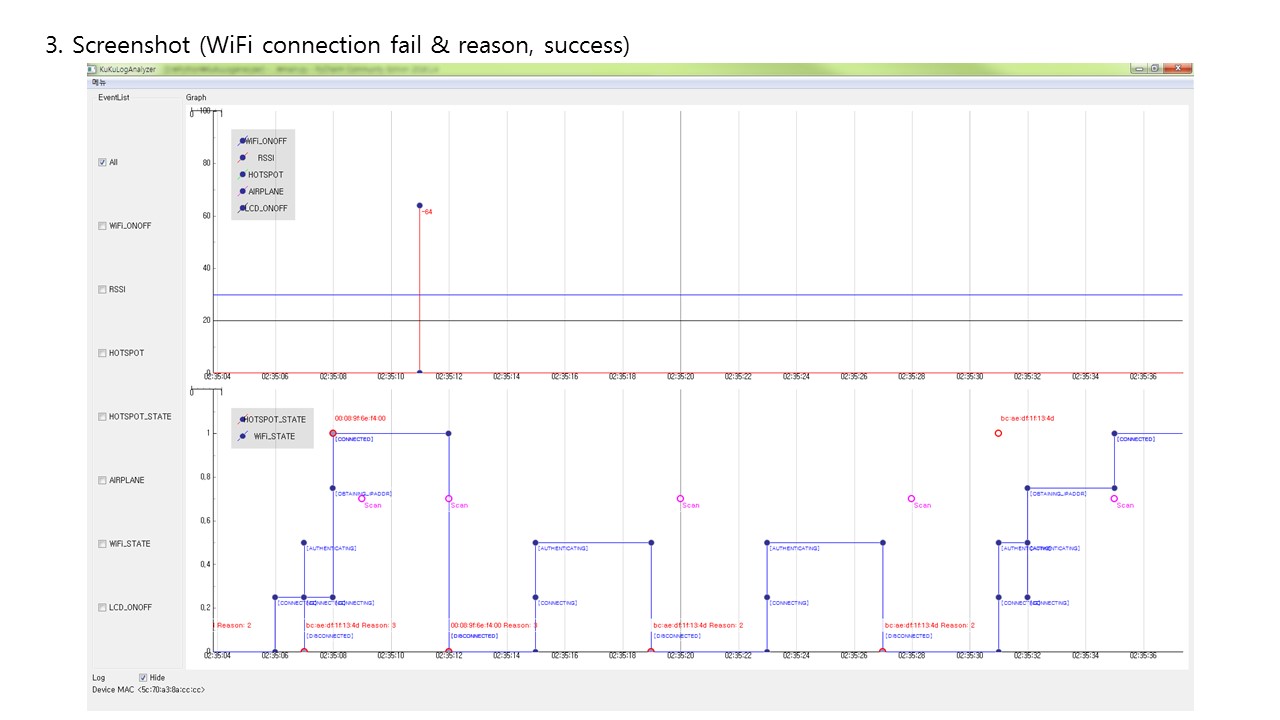 3. Screenshot (WiFi connection fail & reason, success)
KuKuLogAnalyzer
메뉴
EventList
Graph
All
WIFI_ONOFF
RSSI
HOTSPOT
HOTSPOT_STATE
AIRPLANE
WIFI_STATE
LCD_ONOFF
100
80
60
40
20
0
WIFI_ONOFF
RSSI
HOTSPOT
AIRPLANE
LCD_ONOFF
-64
02:35:04 02:35:06 02:35:08 02:35:10 02:35:12 02:35:14 02:35:16 02:35:18 02:35:20 02:35:22 02:35:24 02:35:26 02:35:28 02:35:30 02:35:32 02:35:34 02:35:36
0
1
0,8
0,6
0,4
0,2
0
HOTSPOT_STATE
WIFI_STATE
00:08:9f:6e:f4:00
bc:ae:df:1f:13:4d
[CONNECTED]
[CONNECTED]
[OBTAINING_IPADDR]
[OBTAINING_IPADDR]
Scan
Scan
Scan
Scan
Scan
[AUTHENTICATING]
[AUTHENTICATING]
[AUTHENTICATING]
[CONNECTING]
[CONNECTING]
[CONNECTING]
[CONNECTING]
Reason: 2
bc:ae:df:1f:13:4d Reason: 3
00:08:9f:6e:f4:00 Reason: 3
bc:ae:df:1f:13:4d Reason: 2
bc:ae:df:1f:13:4d Reason: 2
[DISCONNECTED]
[DISCONNECTED]
[DISCONNECTED]
[DISCONNECTED]
02:35:04 02:35:06 02:35:08 02:35:10 02:35:12 02:35:14 02:35:16 02:35:18 02:35:20 02:35:22 02:35:24 02:35:26 02:35:28 02:35:30 02:35:32 02:35:34 02:35:36
Log
Hide
Device MAC <5c:70:a3:8a:cc:cc>